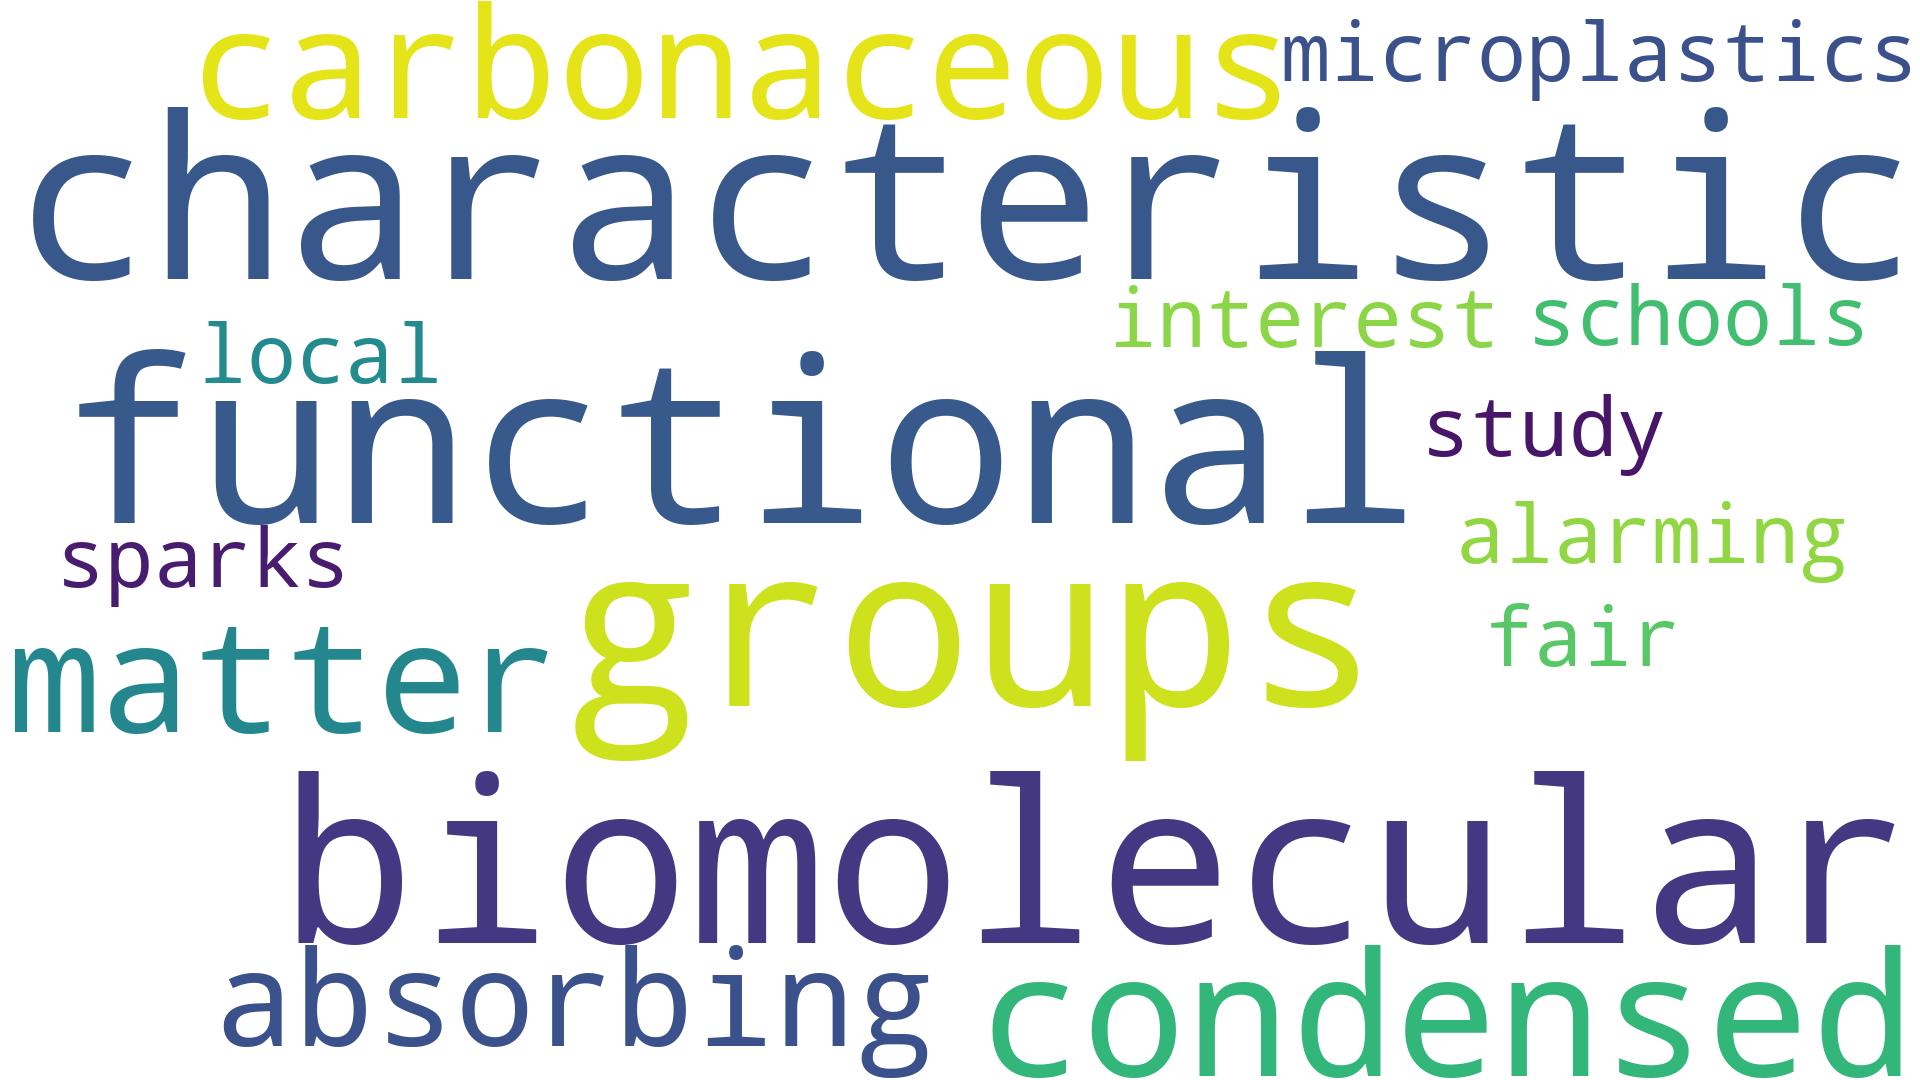 carbonaceous microplastics
characteristic
interest schools
local
functional
study
sparks
alarming
groups
fair
matter
biomolecular
absorbing condensed